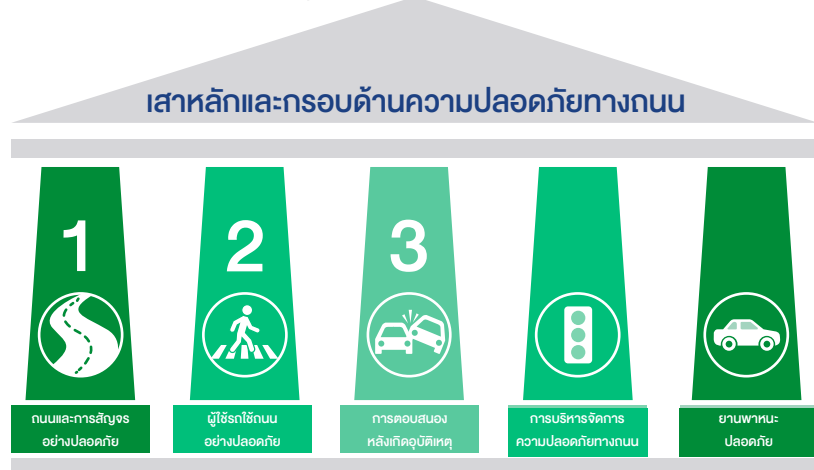 เสาหลักและกรอบด้านความปลอดภัยทางถนน
1
2
3
ถนนและการสัญจร
อย่างปลอดภัย
ผู้ใช้รถใช้ถนน
อย่างปลอดภัย
การตอบสนอง
หลังเกิดอุบัติเหตุ
การบริหารจัดการ
ความปลอดภัยทางถนน
ยานพาหนะ
ปลอดภัย